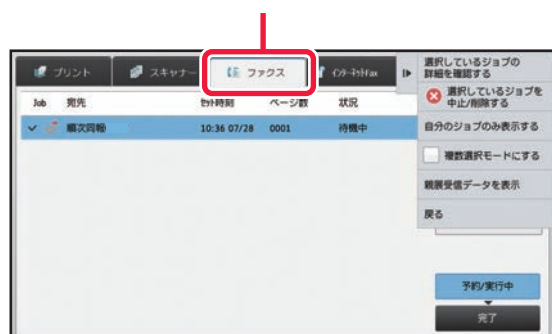 プリント
スキャナー
ファクス
インターネットFax
Job 宛先 セット時刻 ページ数 状況
順次同報 10:36 07/28 0001 待機中
選択しているジョブの
詳細を確認する
選択しているジョブを
中止/削除する
自分のジョブのみ表示する
複数選択モードにする
親展受信データを表示
戻る
予約/実行中
完了